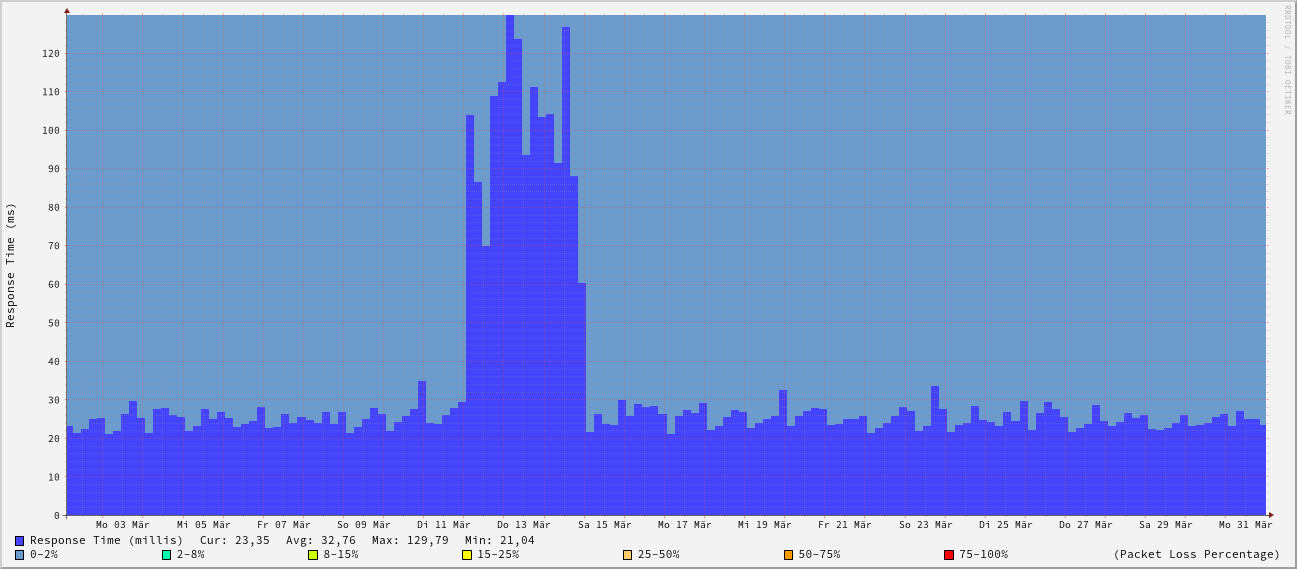 RRDTOOL / TOBI OETIKER
Response Time (ms)
120
110
100
90
80
70
60
50
40
30
20
10
0
Mo 03 Mär Mi 05 Mär Fr 07 Mär So 09 Mär Di 11 Mär Do 13 Mär Sa 15 Mär Mo 17 Mär Mi 19 Mär Fr 21 Mär So 23 Mär Di 25 Mär Do 27 Mär Sa 29 Mär Mo 31 Mär
Response Time (millis) Cur: 23,35 Avg: 32,76 Max: 129,79 Min: 21,04
0-2% 2-8% 8-15% 15-25% 25-50% 50-75% 75-100% (Packet Loss Percentage)